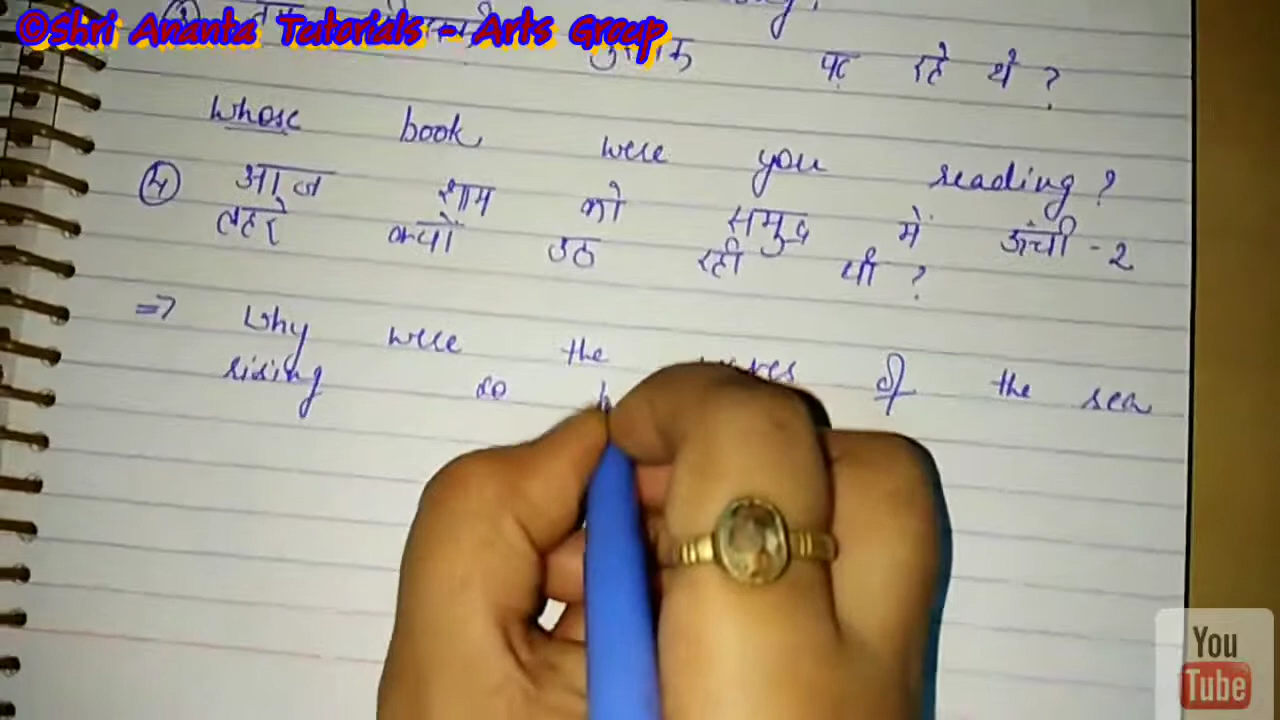 ©Shri Ananta Tutorials - Arts Group
पढ़ रहे थे ?
whose book were you reading ?
④ आज शाम को समुद्र में ऊंची - 2
लहरे क्यों उठ रही थी ?
=> Why were the of the sea
rising so
You
Tube